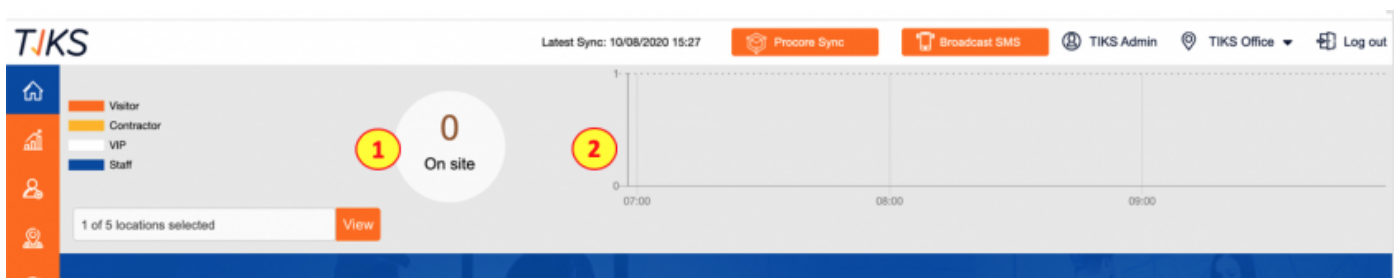 TIKS
Latest Sync: 10/08/2020 15:27
Procore Sync
Broadcast SMS
TIKS Admin
TIKS Office
Log out
Visitor
Contractor
VIP
Staff
1
0
On site
2
1
0
07:00
08:00
09:00
1 of 5 locations selected
View